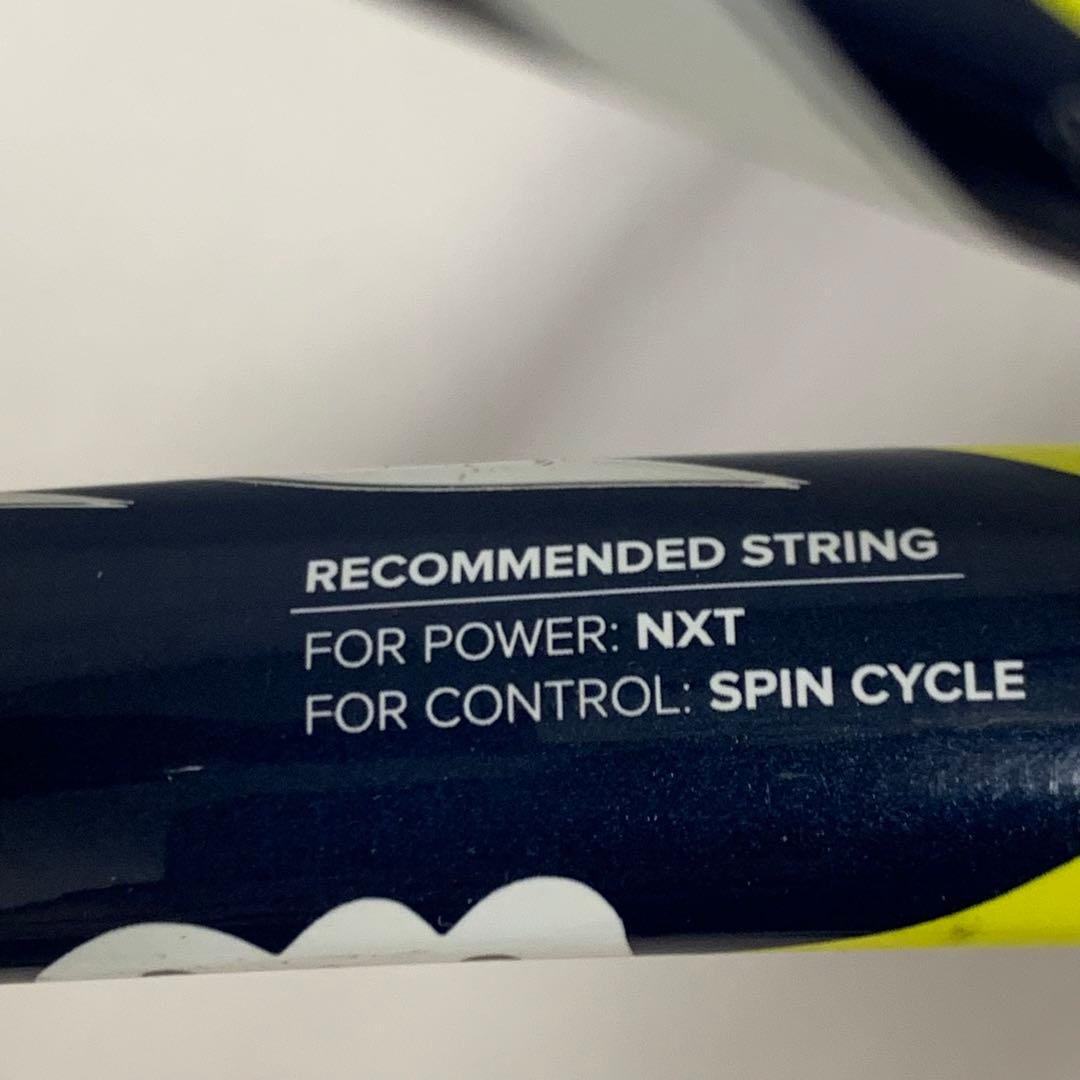 RECOMMENDED STRING
FOR POWER: NXT
FOR CONTROL: SPIN CYCLE